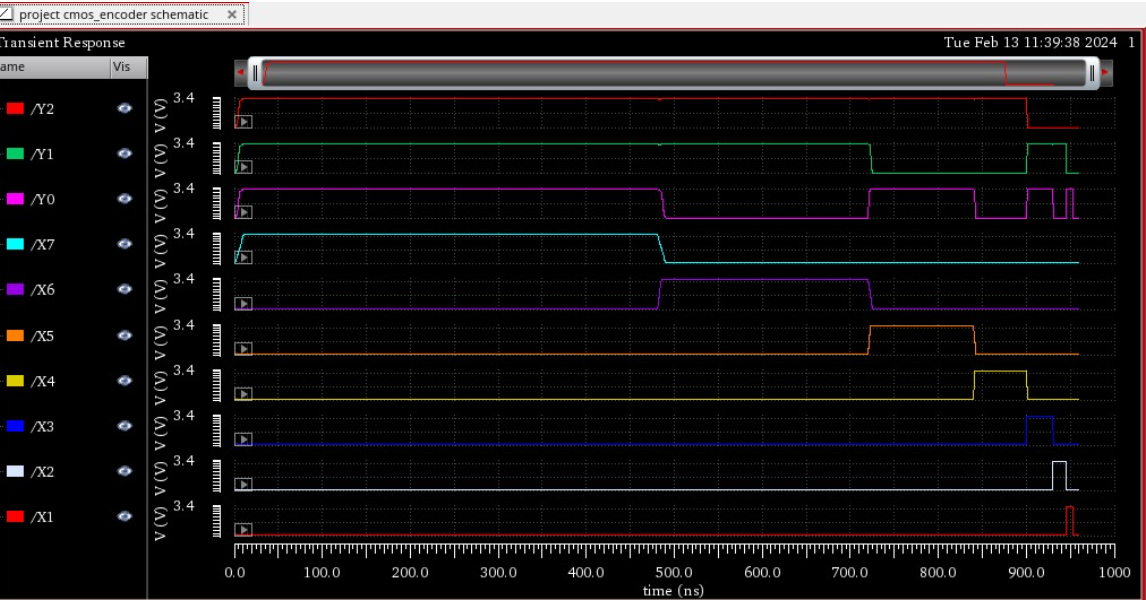 project cmos_encoder schematic
Transient Response
Tue Feb 13 11:39:38 2024 1
ame Vis
/Y2
/Y1
/Y0
/X7
/X6
/X5
/X4
/X3
/X2
/X1
V (V) 3.4
V (V) 3.4
V (V) 3.4
V (V) 3.4
V (V) 3.4
V (V) 3.4
V (V) 3.4
V (V) 3.4
V (V) 3.4
V (V) 3.4
0.0 100.0 200.0 300.0 400.0 500.0 600.0 700.0 800.0 900.0 1000
time (ns)